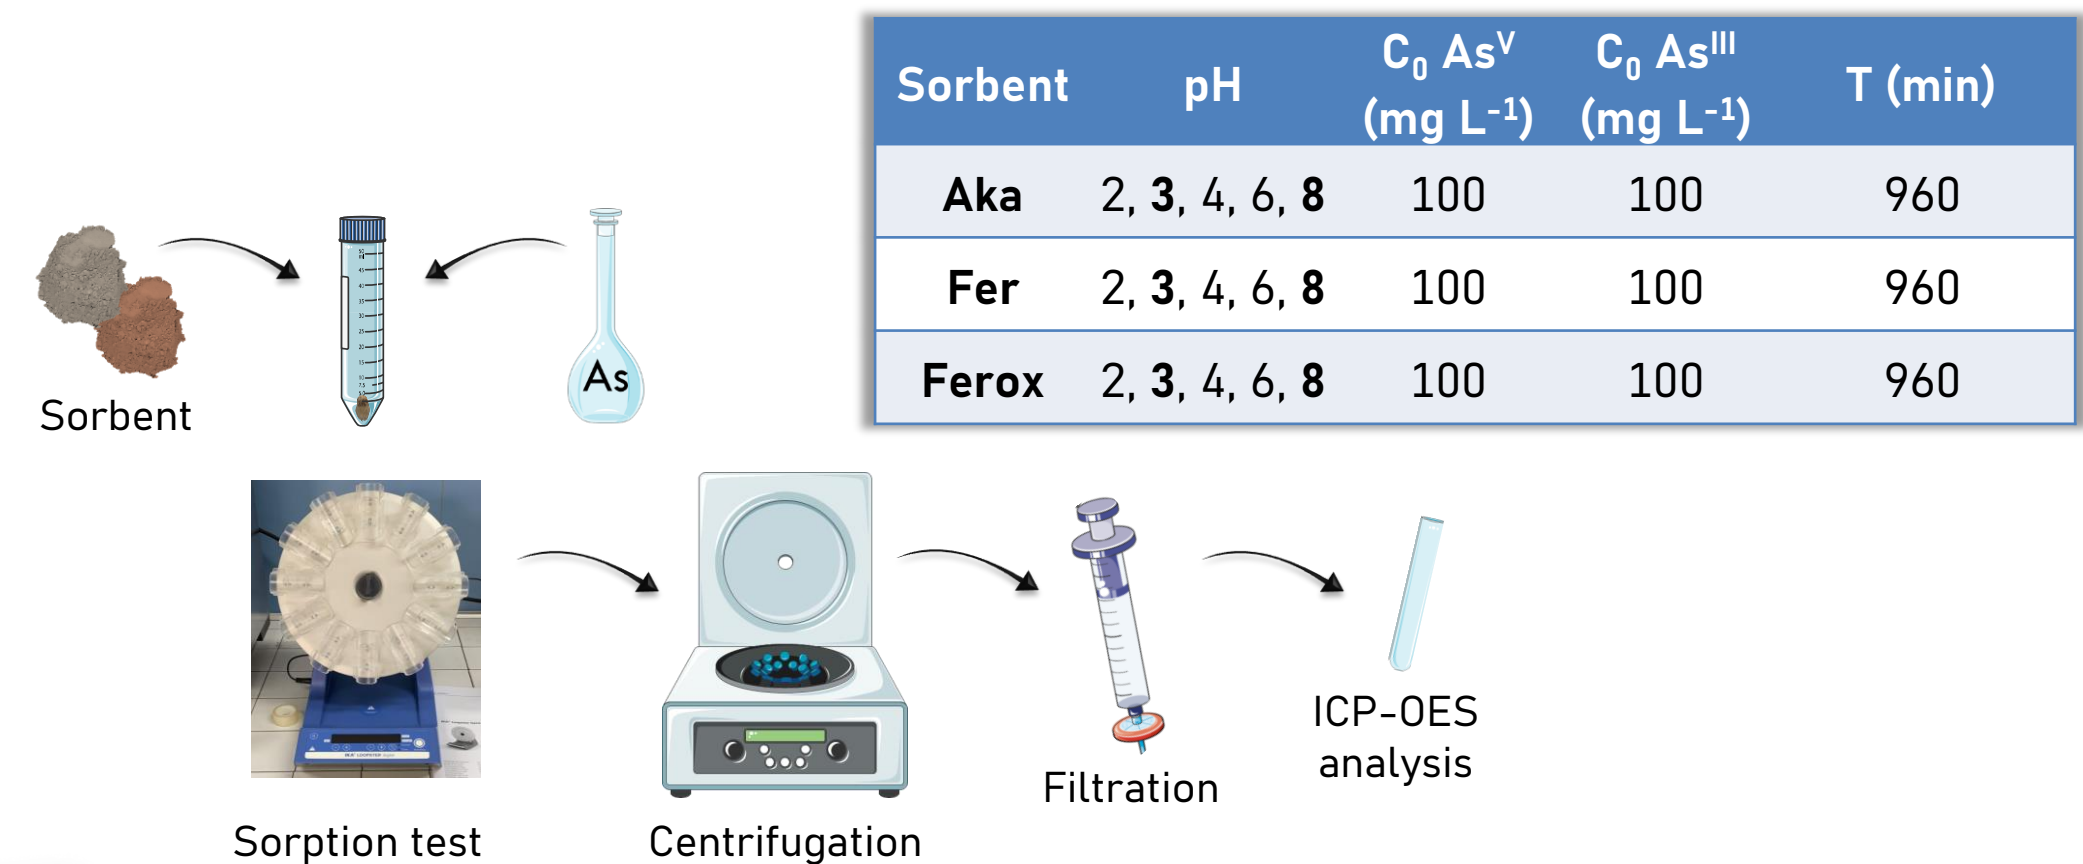 Sorbent pH C₀ Asⱽ (mg L⁻¹) C₀ Asᴵᴵᴵ (mg L⁻¹) T (min)
Aka 2, 3, 4, 6, 8 100 100 960
Fer 2, 3, 4, 6, 8 100 100 960
Ferox 2, 3, 4, 6, 8 100 100 960
As
Sorbent
Sorption test
Centrifugation
Filtration
ICP-OES
analysis